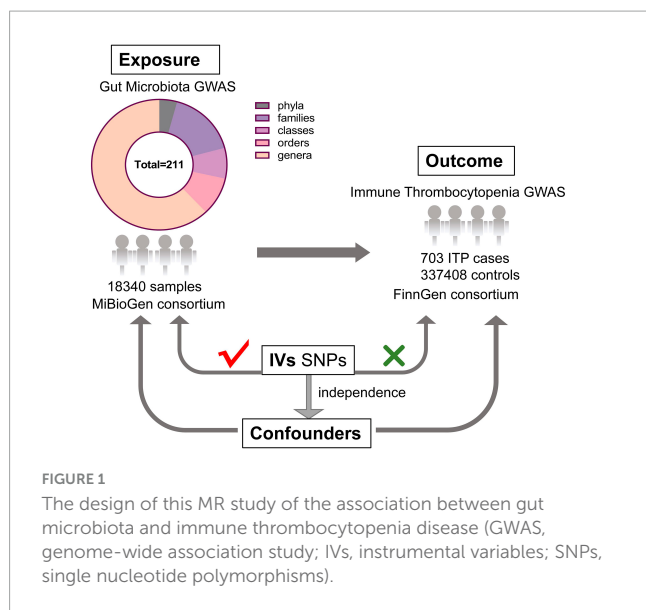 Exposure
Gut Microbiota GWAS
Total=211
phyla
families
classes
orders
genera
18340 samples
MiBioGen consortium
Outcome
Immune Thrombocytopenia GWAS
703 ITP cases
337408 controls
FinnGen consortium
IVs SNPs
independence
Confounders
FIGURE 1
The design of this MR study of the association between gut
microbiota and immune thrombocytopenia disease (GWAS,
genome-wide association study; IVs, instrumental variables; SNPs,
single nucleotide polymorphisms).